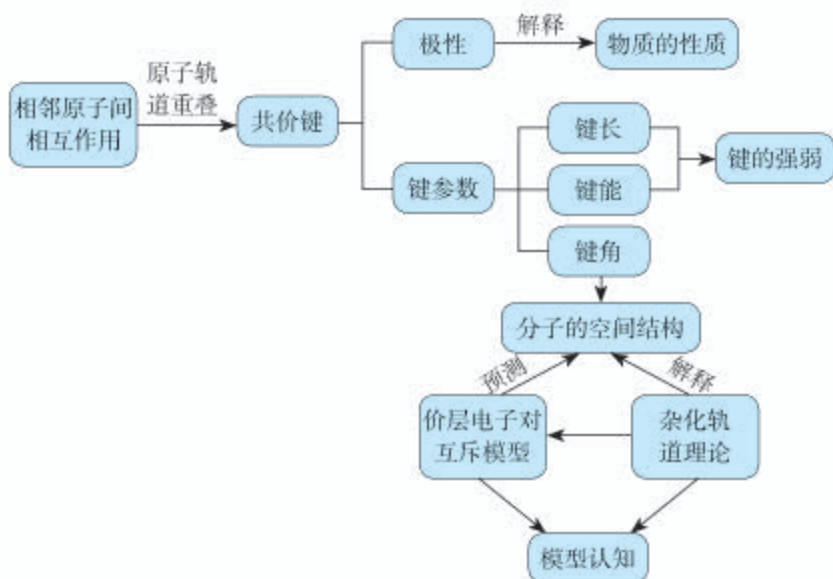 极性
解释
物质的性质
原子轨
道重叠
相邻原子间
相互作用
共价键
键长
键的强弱
键参数
键能
键角
分子的空间结构
预测
解释
价层电子对
互斥模型
杂化轨
道理论
模型认知